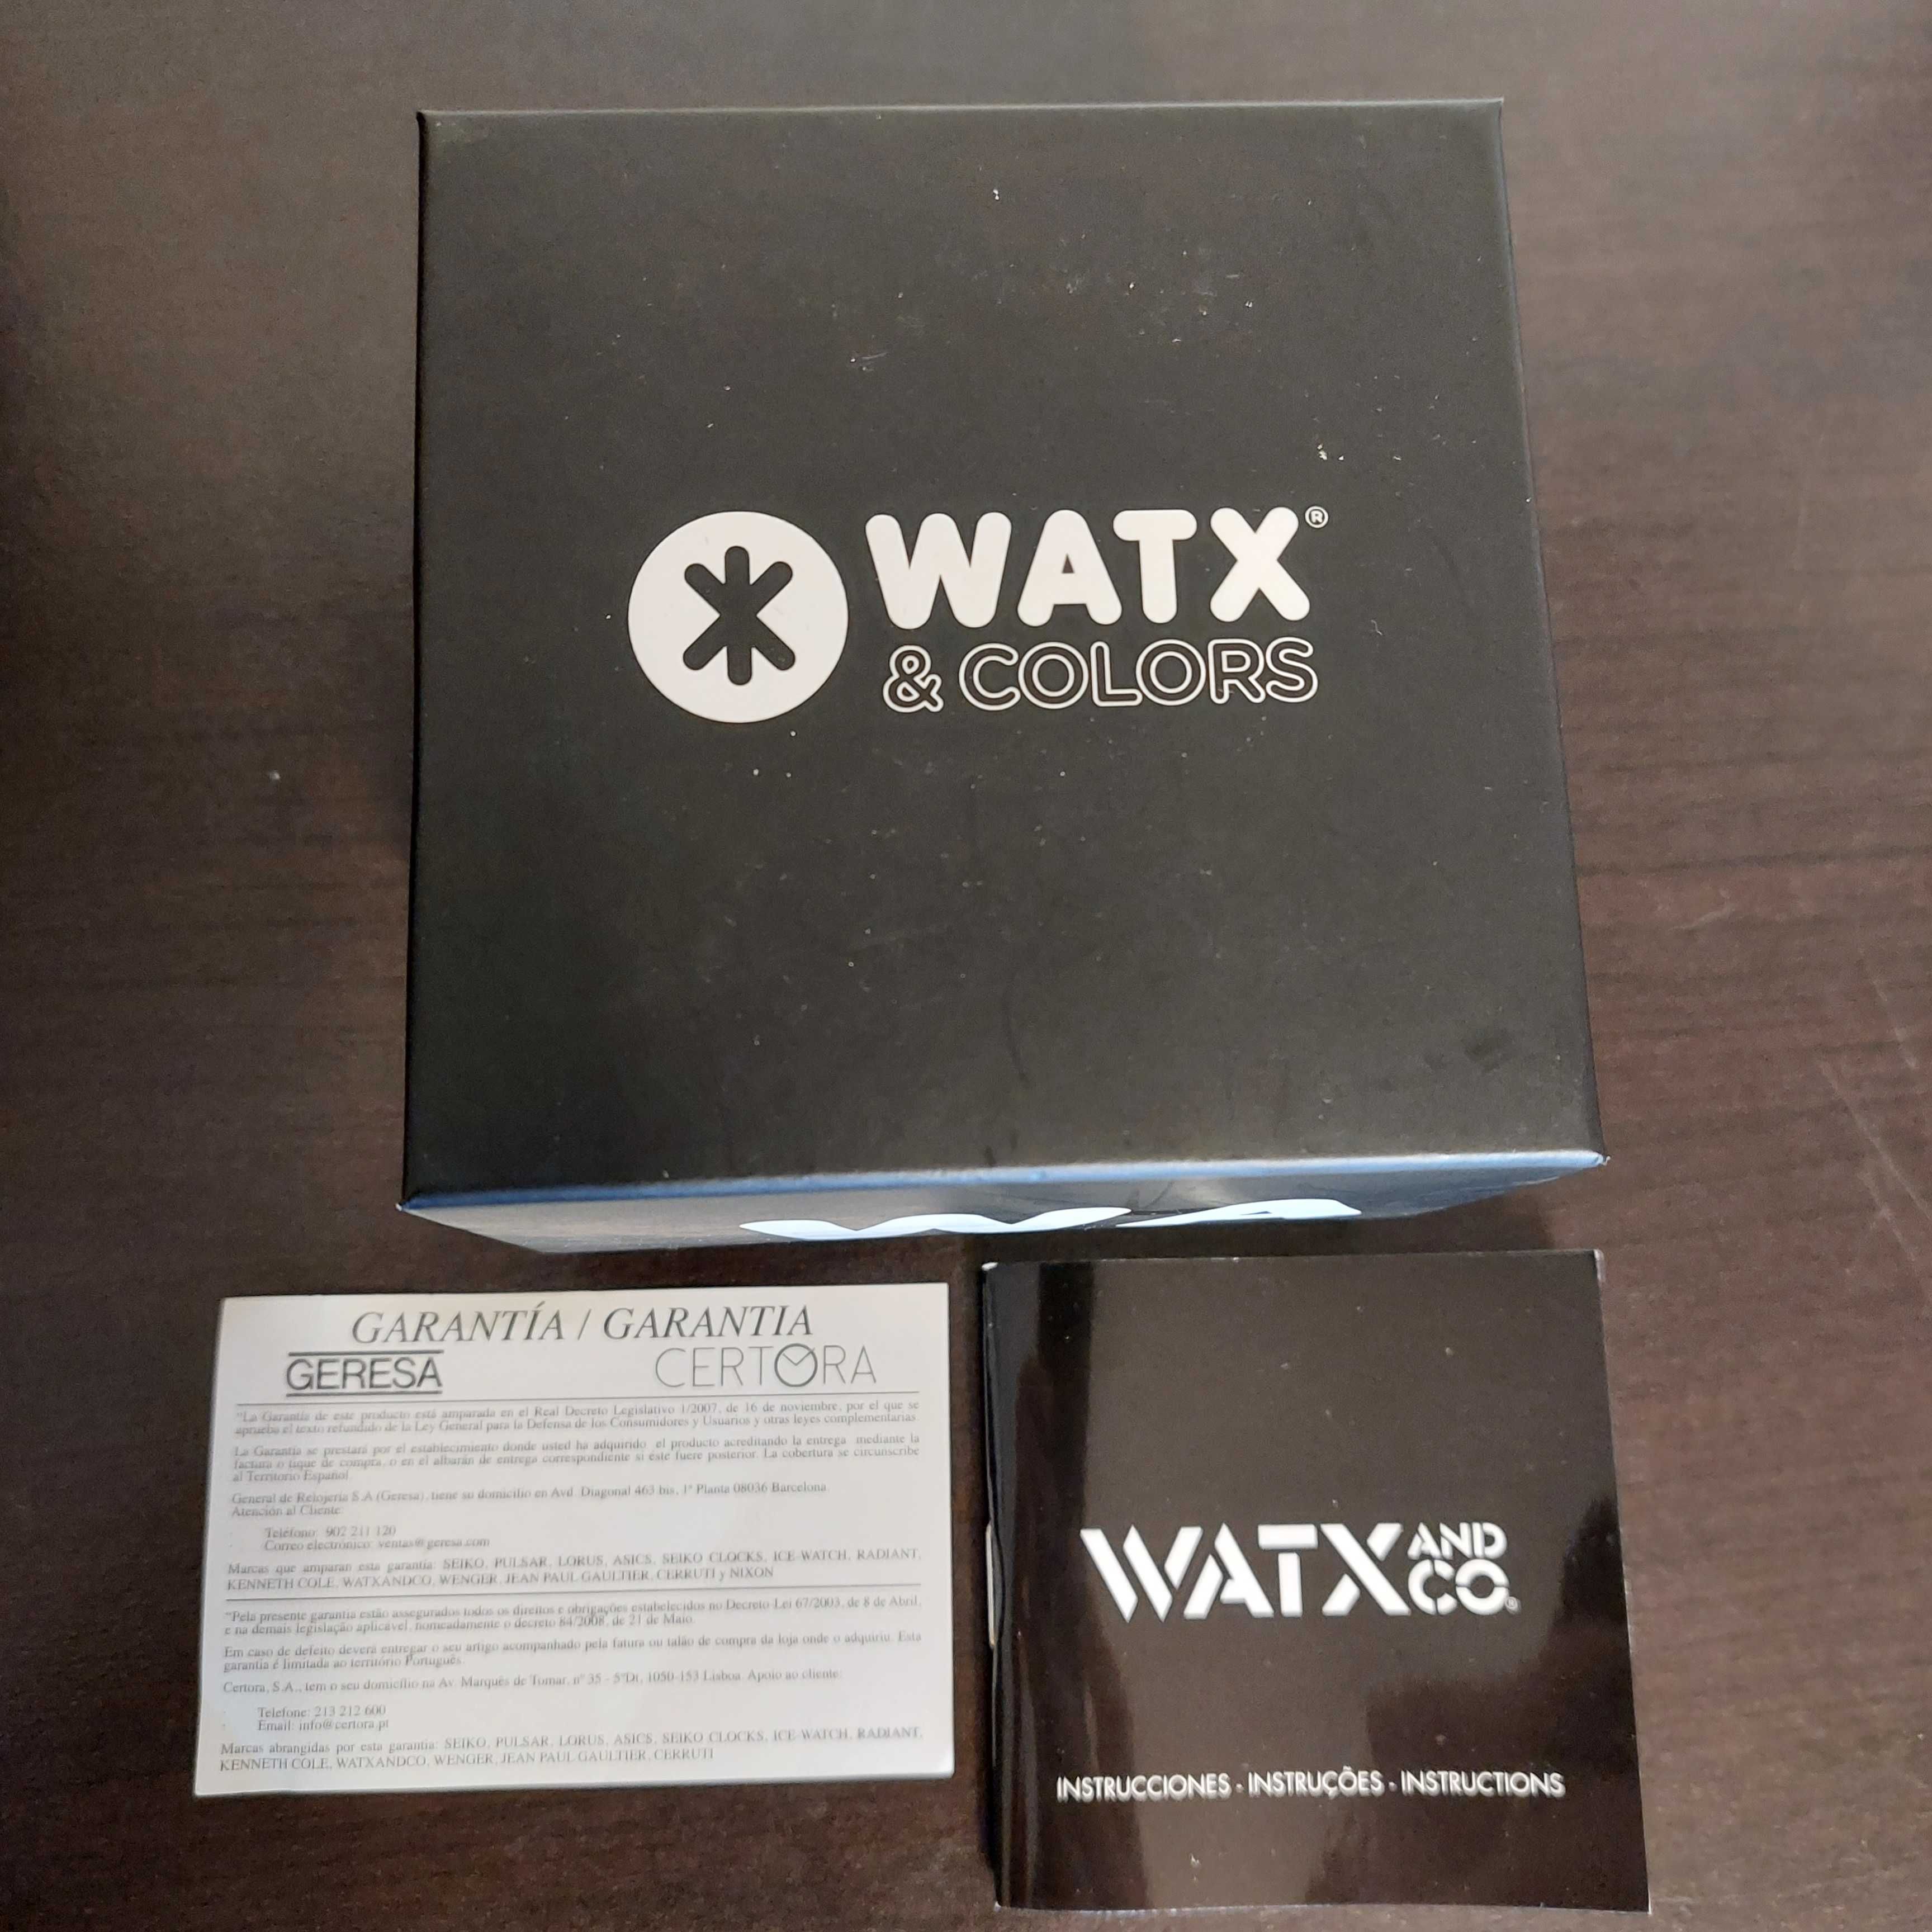 WATX®
& COLORS
GARANTÍA / GARANTIA
GERESA
CERTORA
"La Garantía de este producto está amparada en el Real Decreto Legislativo 1/2007, de 16 de noviembre, por el que se
aprueba el texto refundido de la Ley General para la Defensa de los Consumidores y Usuarios y otras leyes complementarias.
La Garantía se prestará por el establecimiento donde usted ha adquirido el producto acreditando la entrega mediante la
factura o tique de compra, o en el albarán de entrega correspondiente si éste fuere posterior. La cobertura se circunscribe
al Territorio Español
General de Relojería S.A (Geresa), tiene su domicilio en Avd. Diagonal 463 bis, 1ª Planta 08036 Barcelona.
Atención al Cliente:
Teléfono: 902 211 120
Correo electrónico: ventas@geresa.com
Marcas que amparan esta garantía: SEIKO, PULSAR, LORUS, ASICS, SEIKO CLOCKS, ICE-WATCH, RADIANT,
KENNETH COLE, WATXANDCO, WENGER, JEAN PAUL GAULTIER, CERRUTI y NIXON
"Pela presente garantia estão assegurados todos os direitos e obrigações estabelecidos no Decreto-Lei 67/2003, de 8 de Abril,
e na demais legislação aplicável, nomeadamente o decreto 84/2008, de 21 de Maio.
Em caso de defeito deverá entregar o seu artigo acompanhado pela fatura ou talão de compra da loja onde o adquiriu. Esta
garantia é limitada ao território Português.
Certora, S.A., tem o seu domicílio na Av. Marquês de Tomar, nº 35 - 5ºDt, 1050-153 Lisboa. Apoio ao cliente:
Telefone: 213 212 600
Email: info@certora.pt
Marcas abrangidas por esta garantia: SEIKO, PULSAR, LORUS, ASICS, SEIKO CLOCKS, ICE-WATCH, RADIANT,
KENNETH COLE, WATXANDCO, WENGER, JEAN PAUL GAULTIER, CERRUTI
WATX AND CO.®
INSTRUCCIONES - INSTRUÇÕES - INSTRUCTIONS